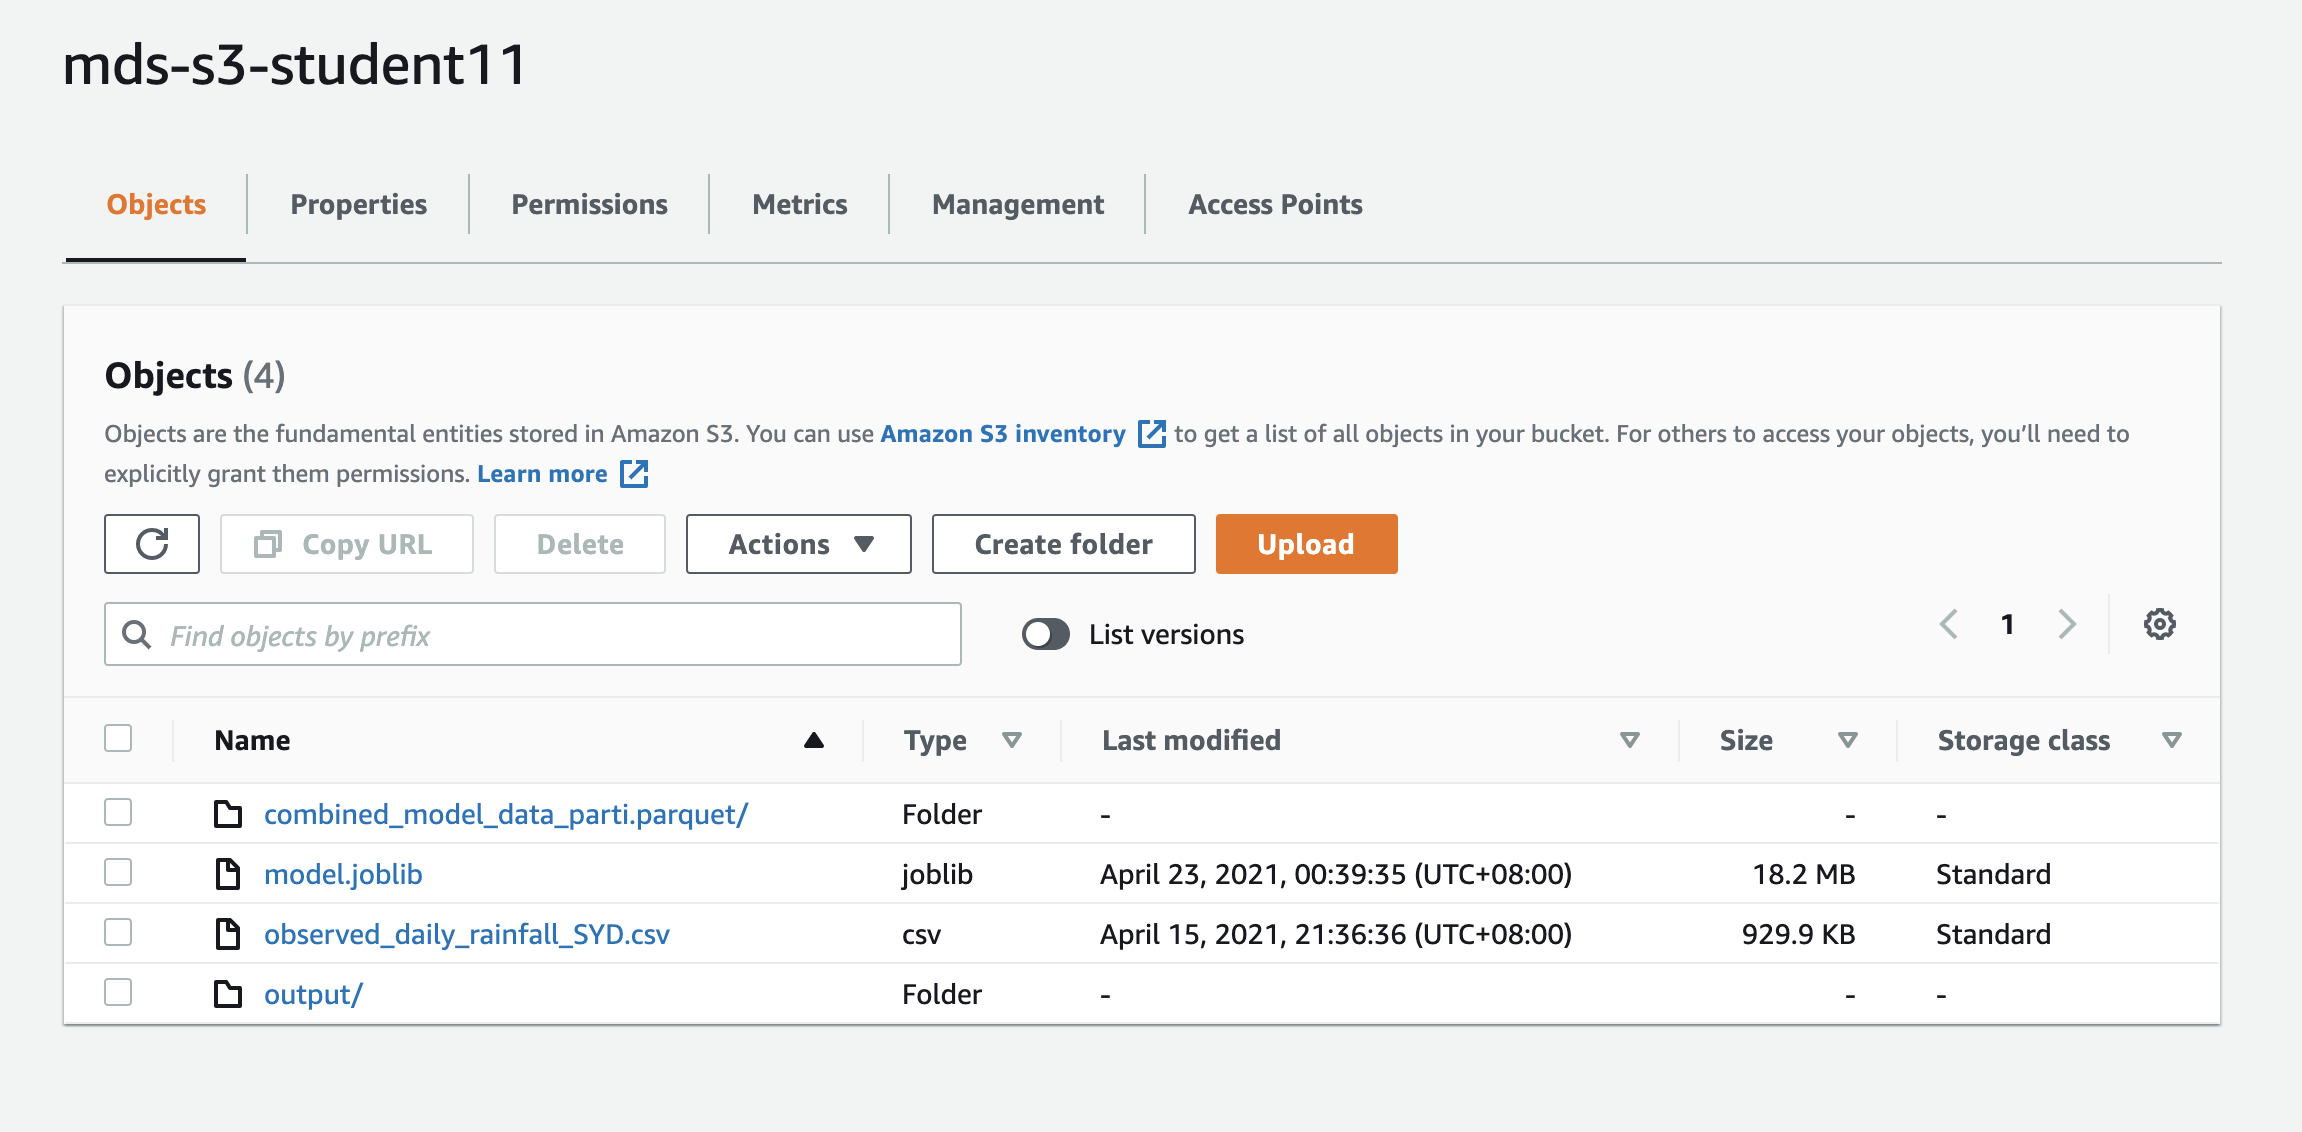 mds-s3-student11
Objects Properties Permissions Metrics Management Access Points
Objects (4)
Objects are the fundamental entities stored in Amazon S3. You can use Amazon S3 inventory to get a list of all objects in your bucket. For others to access your objects, you’ll need to
explicitly grant them permissions. Learn more
Copy URL Delete Actions Create folder Upload
Find objects by prefix List versions 1
Name Type Last modified Size Storage class
combined_model_data_parti.parquet/ Folder - - -
model.joblib joblib April 23, 2021, 00:39:35 (UTC+08:00) 18.2 MB Standard
observed_daily_rainfall_SYD.csv csv April 15, 2021, 21:36:36 (UTC+08:00) 929.9 KB Standard
output/ Folder - - -